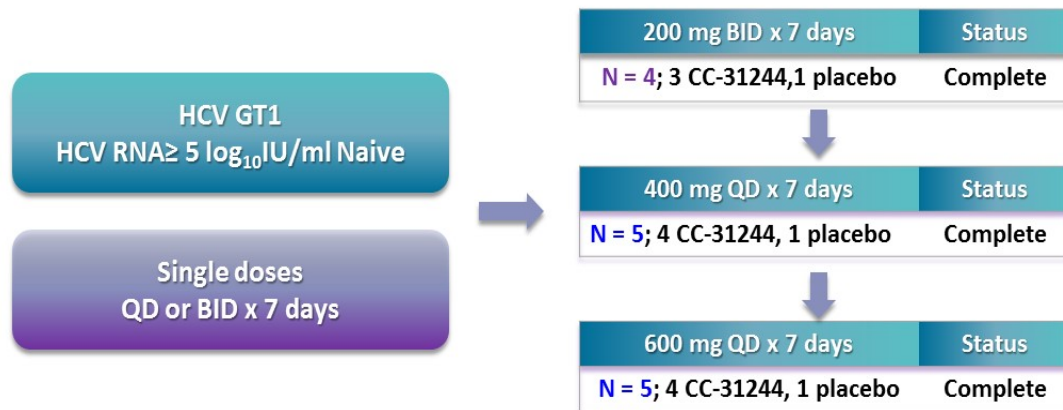 HCV GT1
HCV RNA≥ 5 log₁₀IU/ml Naive
Single doses
QD or BID x 7 days
200 mg BID x 7 days Status
N = 4; 3 CC-31244,1 placebo Complete
400 mg QD x 7 days Status
N = 5; 4 CC-31244, 1 placebo Complete
600 mg QD x 7 days Status
N = 5; 4 CC-31244, 1 placebo Complete